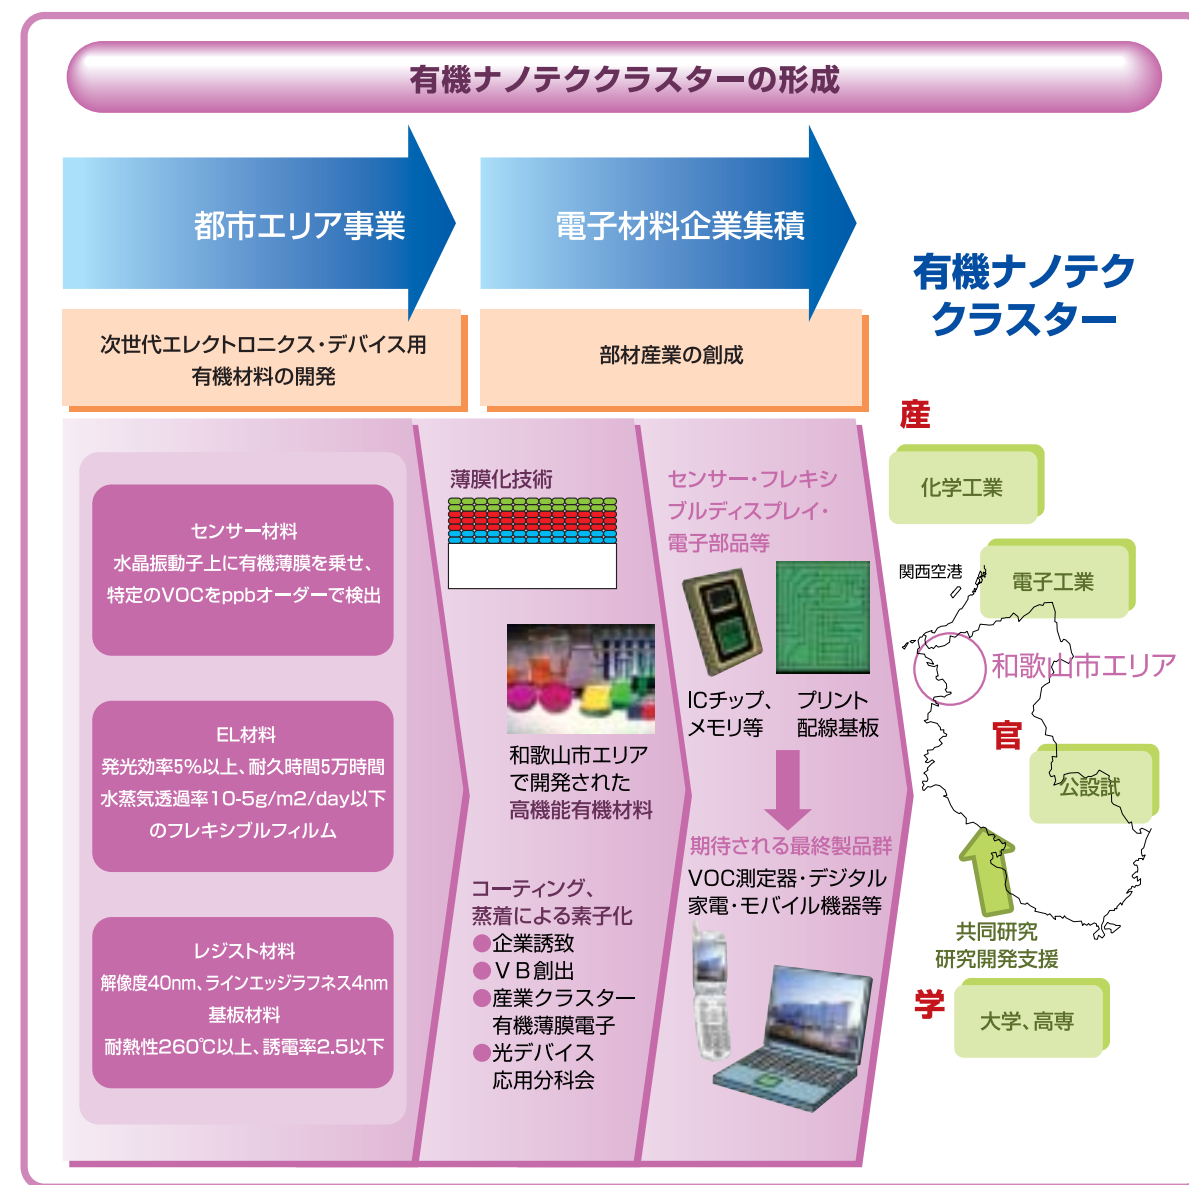 有機ナノテククラスターの形成
都市エリア事業
電子材料企業集積
有機ナノテク
クラスター
次世代エレクトロニクス・デバイス用
有機材料の開発
部材産業の創成
センサー材料
水晶振動子上に有機薄膜を乗せ、
特定のVOCをppbオーダーで検出
EL材料
発光効率5%以上、耐久時間5万時間
水蒸気透過率10-5g/m2/day以下
のフレキシブルフィルム
レジスト材料
解像度40nm、ラインエッジラフネス4nm
基板材料
耐熱性260℃以上、誘電率2.5以下
薄膜化技術
和歌山市エリア
で開発された
高機能有機材料
コーティング、
蒸着による素子化
●企業誘致
●ＶＢ創出
●産業クラスター
有機薄膜電子
●光デバイス
応用分科会
センサー・フレキシ
ブルディスプレイ・
電子部品等
ICチップ、
メモリ等
プリント
配線基板
期待される最終製品群
VOC測定器・デジタル
家電・モバイル機器等
産
化学工業
関西空港
電子工業
和歌山市エリア
官
公設試
共同研究
研究開発支援
学
大学、高専